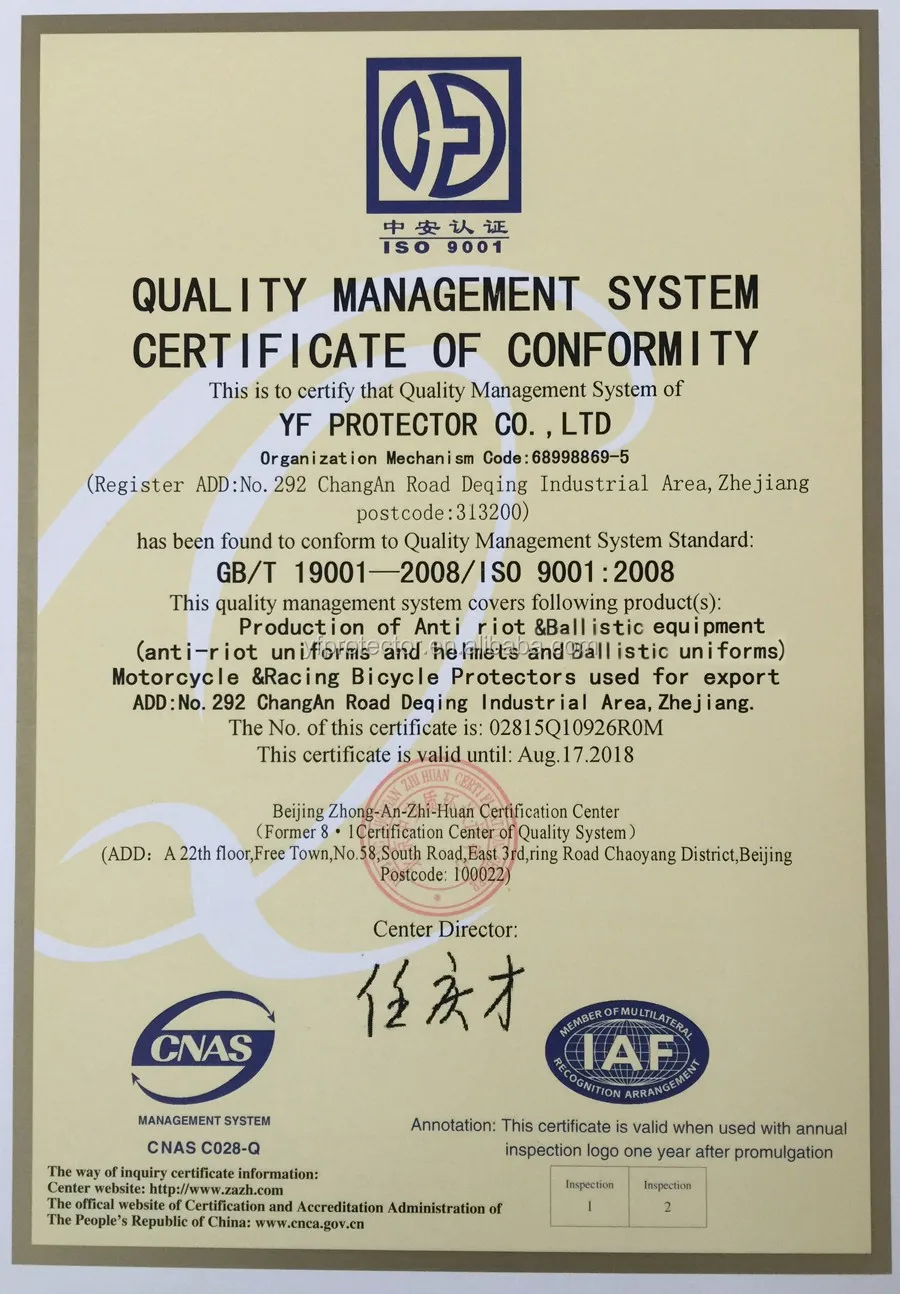 中安认证
ISO 9001
QUALITY MANAGEMENT SYSTEM
CERTIFICATE OF CONFORMITY
This is to certify that Quality Management System of
YF PROTECTOR CO.,LTD
Organization Mechanism Code:68998869-5
(Register ADD:No.292 ChangAn Road Deqing Industrial Area,Zhejiang
postcode:313200)
has been found to conform to Quality Management System Standard:
GB/T 19001—2008/ISO 9001:2008
This quality management system covers following product(s):
Production of Anti riot &Ballistic equipment
(anti-riot uniforms and helmets and Ballistic uniforms)
yfprotector.en.alibaba.com
Motorcycle &Racing Bicycle Protectors used for export
ADD:No.292 ChangAn Road Deqing Industrial Area,Zhejiang.
The No. of this certificate is: 02815Q10926R0M
This certificate is valid until: Aug.17.2018
Beijing Zhong-An-Zhi-Huan Certification Center
(Former 8·1Certification Center of Quality System)
(ADD: A 22th floor,Free Town,No.58,South Road,East 3rd,ring Road Chaoyang District,Beijing
Postcode: 100022)
Center Director:
任庆才
CNAS
MANAGEMENT SYSTEM
CNAS C028-Q
MEMBER OF MULTILATERAL
IAF
RECOGNITION ARRANGEMENT
Annotation: This certificate is valid when used with annual
inspection logo one year after promulgation
The way of inquiry certificate information:
Center website: http://www.zazh.com
The offical website of Certification and Accreditation Administration of
The People's Republic of China: www.cnca.gov.cn
Inspection Inspection
1 2